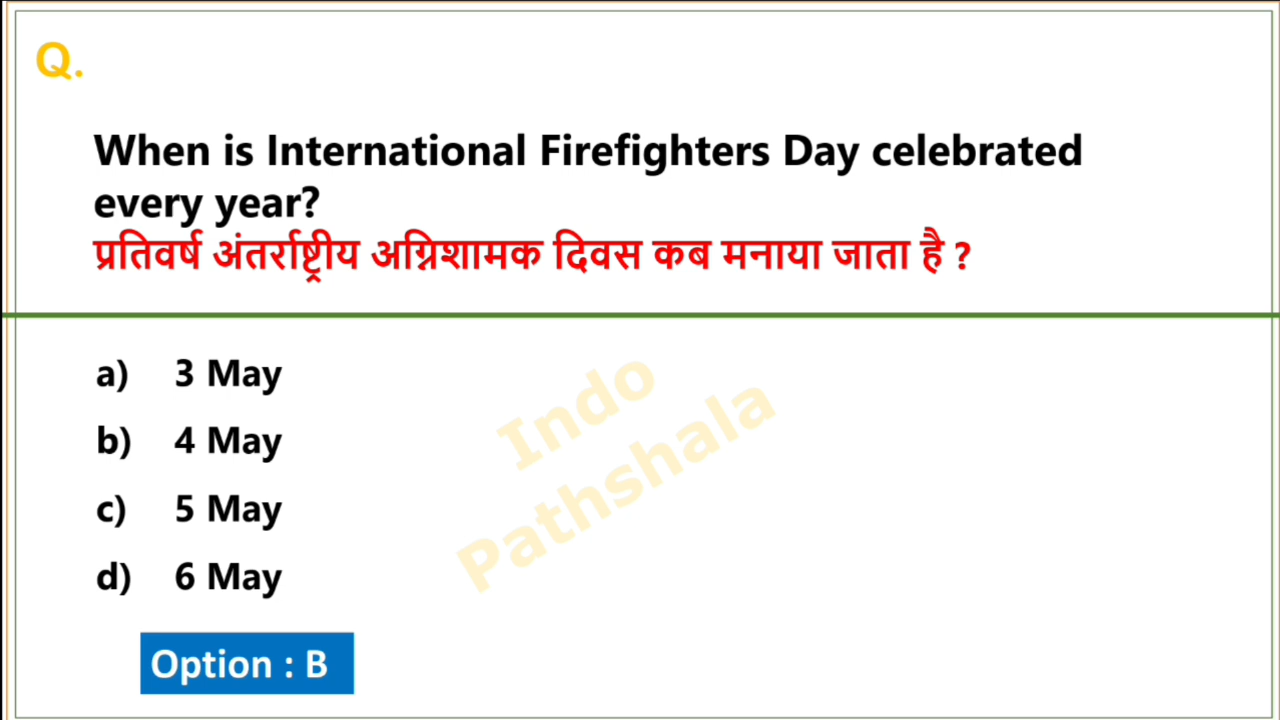 Q.
When is International Firefighters Day celebrated
every year?
प्रतिवर्ष अंतर्राष्ट्रीय अग्निशामक दिवस कब मनाया जाता है ?
a) 3 May
b) 4 May
c) 5 May
d) 6 May
Indo
Pathshala
Option : B